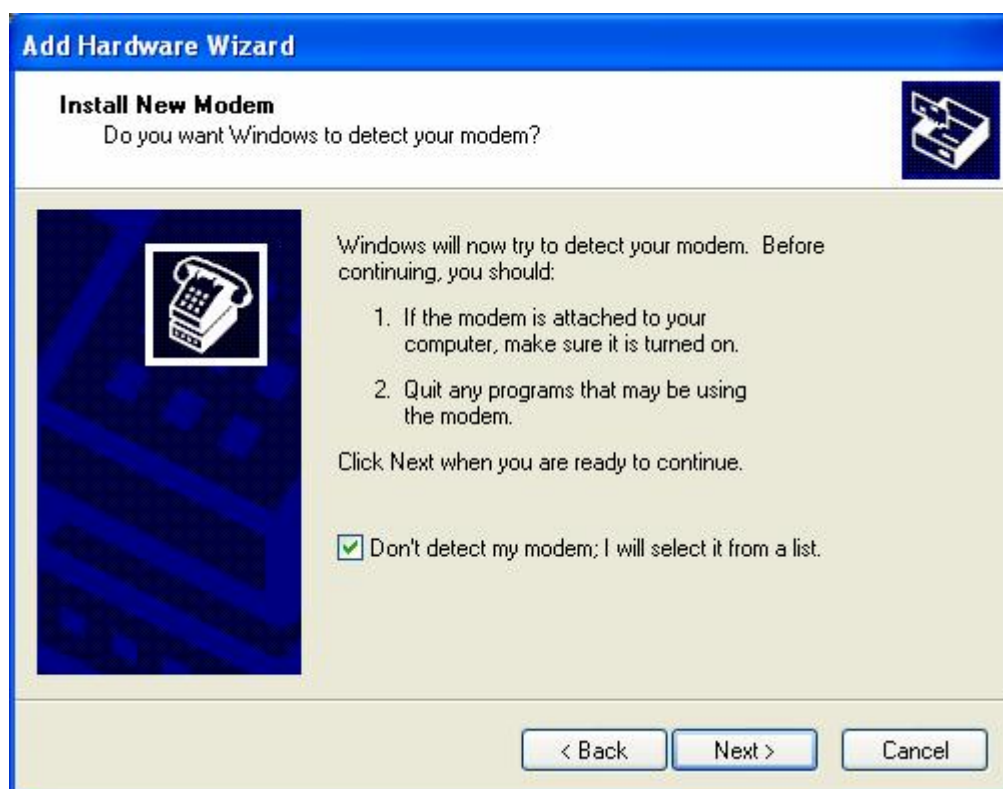 Add Hardware Wizard
Install New Modem
Do you want Windows to detect your modem?
Windows will now try to detect your modem. Before
continuing, you should:
1. If the modem is attached to your
computer, make sure it is turned on.
2. Quit any programs that may be using
the modem.
Click Next when you are ready to continue.
Don't detect my modem; I will select it from a list.
< Back Next > Cancel